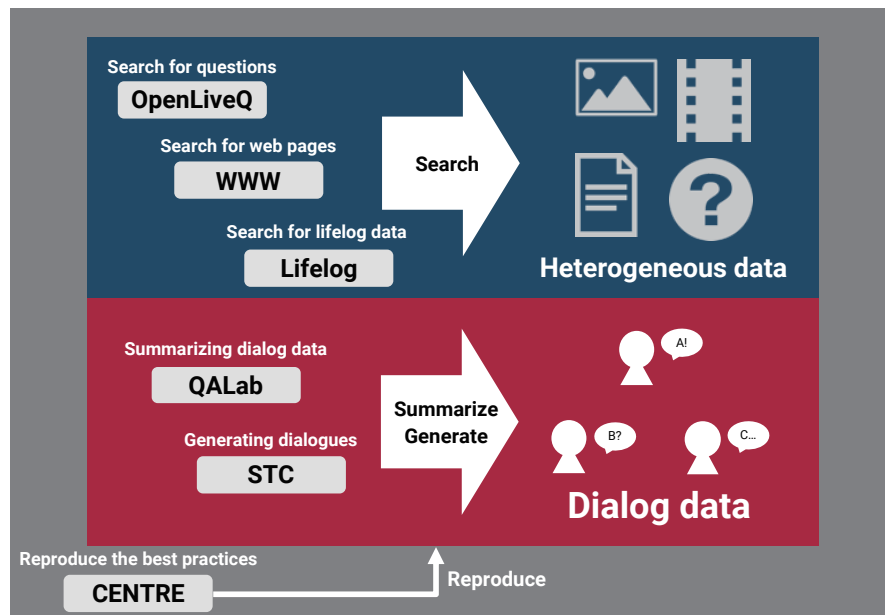 Search for questions
OpenLiveQ
Search for web pages
WWW
Search for lifelog data
Lifelog
Search
?
Heterogeneous data
Summarizing dialog data
QALab
Generating dialogues
STC
Summarize
Generate
A!
B?
C...
Dialog data
Reproduce the best practices
CENTRE
Reproduce